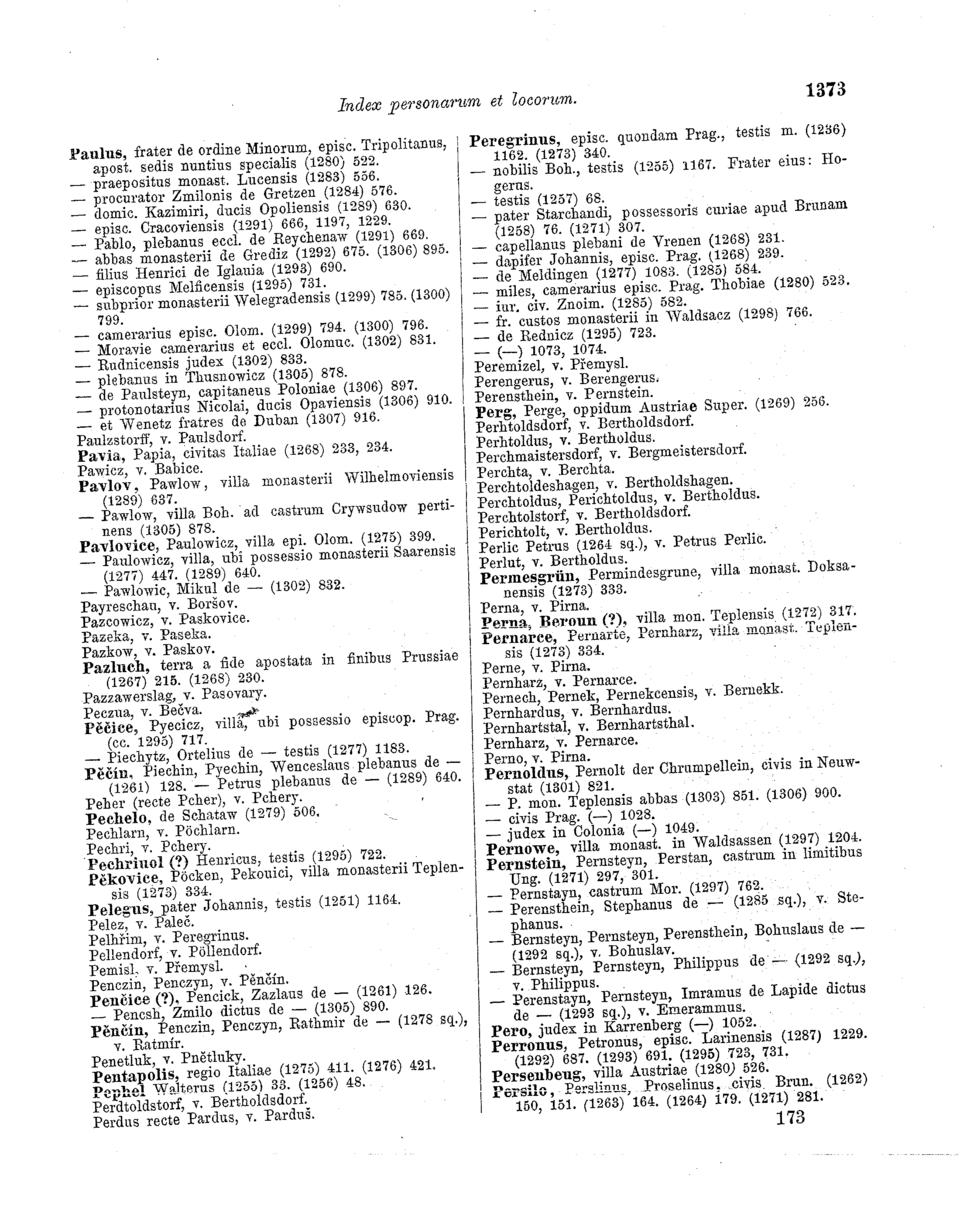 Index personarum et locorum.
1373
Paulus, frater de ordine Minorum, episc. Tripolitanus,
apost. sedis nuntius specialis (1280) 522.
— praepositus monast. Lucensis (1283) 556.
— procurator Zmilonis de Gretzen (1284) 576.
— domic. Kazimiri, ducis Opoliensis (1289) 630.
— episc. Cracoviensis (1291) 666, 1197, 1229.
— Pablo, plebanus eccl. de Reychenaw (1291) 669.
— abbas monasterii de Grediz (1292) 675. (1306) 895.
— filius Henrici de Iglauia (1293) 690.
— episcopus Melficensis (1295) 731.
— subprior monasterii Welegradensis (1299) 785. (1300)
799.
— camerarius episc. Olom. (1299) 794. (1300) 796.
— Moravie camerarius et eccl. Olomuc. (1302) 831.
— Rudnicensis judex (1302) 833.
— plebanus in Thusnowicz (1305) 878.
— de Paulsteyn, capitaneus Poloniae (1306) 897.
— protonotarius Nicolai, ducis Opaviensis (1306) 910.
— et Wenetz fratres de Duban (1307) 916.
Paulzstorff, v. Paulsdorf.
Pavia, Papia, civitas Italiae (1268) 233, 234.
Pawicz, v. Babice.
Pavlov, Pawlow, villa monasterii Wilhelmoviensis
(1289) 637.
— Pawlow, villa Boh. ad castrum Crywsudow perti-
nens (1305) 878.
Pavlovice, Paulowicz, villa epi. Olom. (1275) 399.
— Paulowicz, villa, ubi possessio monasterii Saarensis
(1277) 447. (1289) 640.
— Pawlowic, Mikul de — (1302) 832.
Payreschau, v. Boršov.
Pazcowicz, v. Paskovice.
Pazeka, v. Paseka.
Pazkow, v. Paskov.
Pazluch, terra a fide apostata in finibus Prussiae
(1267) 215. (1268) 230.
Pazzawerslag, v. Pasovary.
Peczua, v. Bečva.
Pěčice, Pyecicz, villa, ubi possessio episcop. Prag.
(cc. 1295) 717.
— Piechytz, Ortelius de — testis (1277) 1183.
Pěčín, Piechin, Pyechin, Wenceslaus plebanus de —
(1261) 128. — Petrus plebanus de — (1289) 640.
Peher (recte Pcher), v. Pchery.
Pechelo, de Schataw (1279) 506.
Pechlarn, v. Pöchlarn.
Pechri, v. Pchery.
Pechriuol (?) Henricus, testis (1295) 722.
Pěkovice, Pöcken, Pekouici, villa monasterii Teplen-
sis (1273) 334.
Pelegus, pater Johannis, testis (1251) 1164.
Pelez, v. Paleč.
Pelhřim, v. Peregrinus.
Pellendorf, v. Pöllendorf.
Pemisl, v. Přemysl.
Penczin, Penczyn, v. Pěnčín.
Penčice (?), Pencick, Zazlaus de — (1261) 126.
— Pencsh, Zmilo dictus de — (1305) 890.
Pěnčín, Penczin, Penczyn, Rathmir de — (1278 sq.),
v. Ratmír.
Penetluk, v. Pnětluky.
Pentapolis, regio Italiae (1275) 411. (1276) 421.
Pephel Walterus (1255) 33. (1256) 48.
Perdtoldstorf, v. Bertholdsdorf.
Perdus recte Pardus, v. Parduš.
Peregrinus, episc. quondam Prag., testis m. (1236)
1162. (1273) 340.
— nobilis Boh., testis (1255) 1167. Frater eius: Ho-
gerus.
— testis (1257) 68.
— pater Starchandi, possessoris curiae apud Brunam
(1258) 76. (1271) 307.
— capellanus plebani de Vrenen (1268) 231.
— dapifer Johannis, episc. Prag. (1268) 239.
— de Meldingen (1277) 1083. (1285) 584.
— miles, camerarius episc. Prag. Thobiae (1280) 523.
— iur. civ. Znoim. (1285) 582.
— fr. custos monasterii in Waldsacz (1298) 766.
— de Rednicz (1295) 723.
— (—) 1073, 1074.
Peremizel, v. Přemysl.
Perengerus, v. Berengerus.
Perensthein, v. Pernstein.
Perg, Perge, oppidum Austriae Super. (1269) 256.
Perhtoldsdorf, v. Bertholdsdorf.
Perhtoldus, v. Bertholdus.
Perchmaistersdorf, v. Bergmeistersdorf.
Perchta, v. Berchta.
Perchtoldeshagen, v. Bertholdshagen.
Perchtoldus, Perichtoldus, v. Bertholdus.
Perchtolstorf, v. Bertholdsdorf.
Perichtolt, v. Bertholdus.
Perlic Petrus (1264 sq.), v. Petrus Perlic.
Perlut, v. Bertholdus.
Permesgrün, Permindesgrune, villa monast. Doksa-
nensis (1273) 333.
Perna, v. Pirna.
Perna, Beroun (?), villa mon. Teplensis (1272) 317.
Pernarce, Pernarte, Pernharz, villa monast. Teplen-
sis (1273) 334.
Perne, v. Pirna.
Pernharz, v. Pernarce.
Pernech, Pernek, Pernekcensis, v. Bernekk.
Pernhardus, v. Bernhardus.
Pernhartstal, v. Bernhartsthal.
Pernharz, v. Pernarce.
Perno, v. Pirna.
Pernoldus, Pernolt der Chrumpellein, civis in Neuw-
stat (1301) 821.
— P. mon. Teplensis abbas (1303) 851. (1306) 900.
— civis Prag. (—) 1028.
— judex in Colonia (—) 1049.
Pernowe, villa monast. in Waldsassen (1297) 1204.
Pernstein, Pernsteyn, Perstan, castrum in limitibus
Ung. (1271) 297, 301.
— Pernstayn, castrum Mor. (1297) 762.
— Perensthein, Stephanus de — (1285 sq.), v. Ste-
phanus.
— Bernsteyn, Pernsteyn, Perensthein, Bohuslaus de —
(1292 sq.), v. Bohuslav.
— Bernsteyn, Pernsteyn, Philippus de — (1292 sq.),
v. Philippus.
— Perenstayn, Pernsteyn, Imramus de Lapide dictus
de — (1293 sq.), v. Emerammus.
Pero, judex in Karrenberg (—) 1052.
Perronus, Petronus, episc. Larinensis (1287) 1229.
(1292) 687. (1293) 691. (1295) 723, 731.
Persenbeug, villa Austriae (1280) 526.
Persilo, Perslinus, Proselinus, civis Brun. (1262)
150, 151. (1263) 164. (1264) 179. (1271) 281.
173